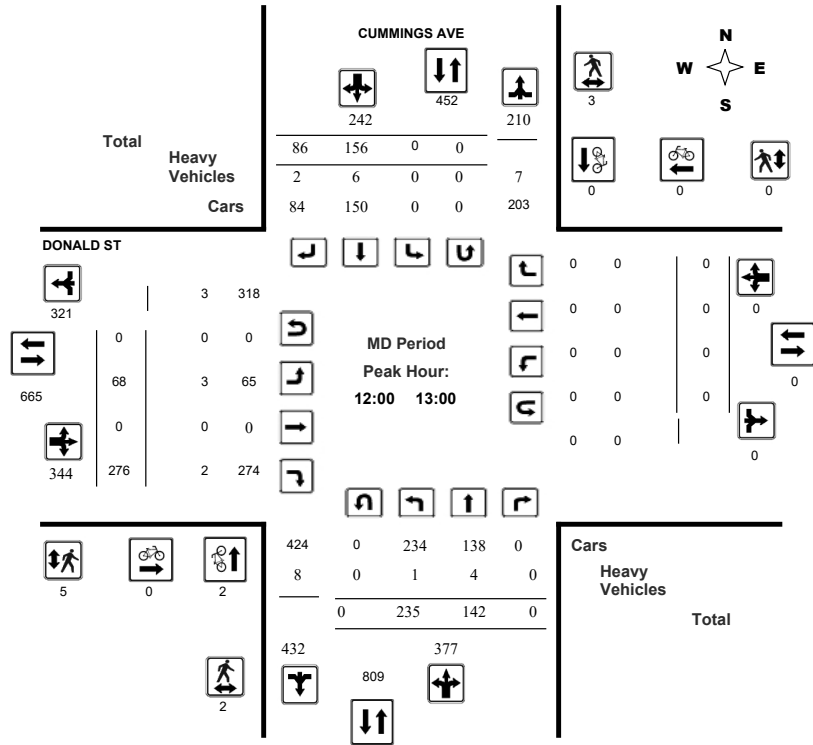 CUMMINGS AVE
N
W E
S
452
3
242 210
Total
86 156 0 0
Heavy
Vehicles
2 6 0 0 7
0 0 0
Cars
84 150 0 0 203
DONALD ST
0 0 0
321
3 318
0
0 0 0
0 0 0
MD Period
665
0
68 3 65
Peak Hour:
0 0 0
12:00 13:00
0 0 0
0 0 0
0 0
344
276 2 274
0
424 0 234 138 0
Cars
8 0 1 4 0
Heavy
Vehicles
5 0 2
0 235 142 0
Total
432 377
809
2